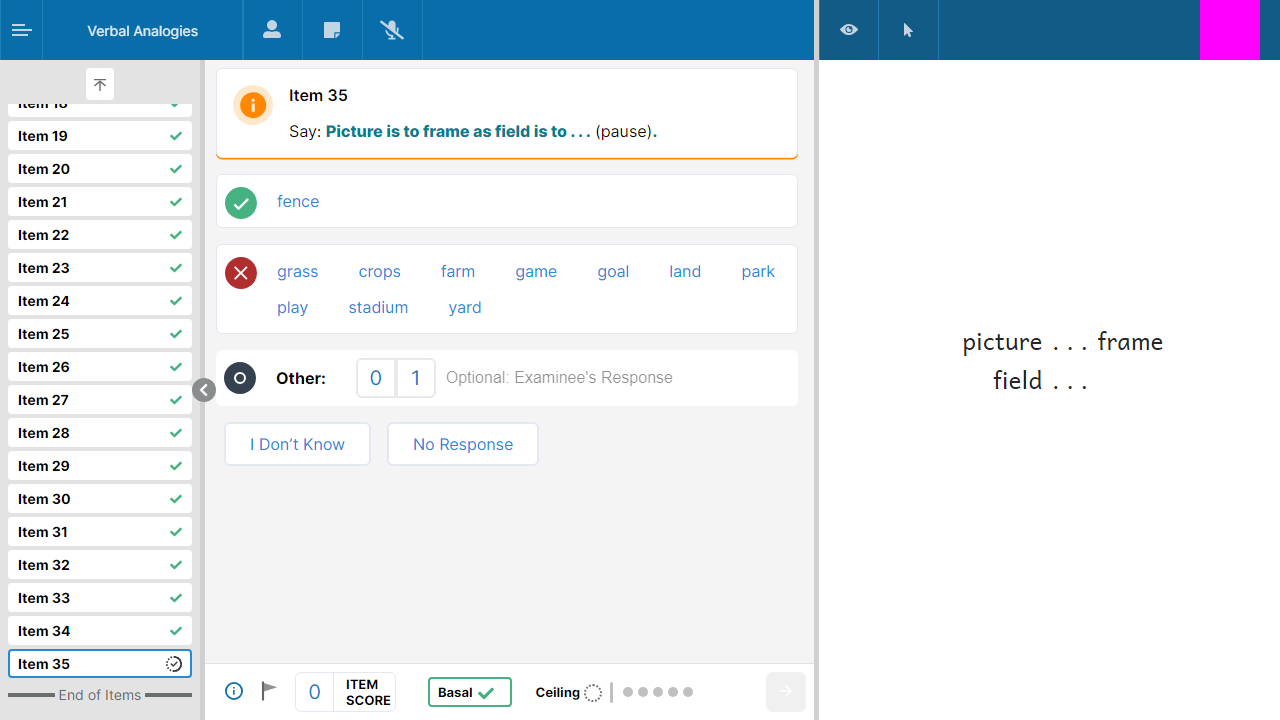 Verbal Analogies
Item 18
Item 19
Item 20
Item 21
Item 22
Item 23
Item 24
Item 25
Item 26
Item 27
Item 28
Item 29
Item 30
Item 31
Item 32
Item 33
Item 34
Item 35
End of Items
Item 35
Say: Picture is to frame as field is to . . . (pause).
fence
grass crops farm game goal land park
play stadium yard
Other: 0 1 Optional: Examinee's Response
I Don’t Know No Response
0 ITEM SCORE Basal Ceiling
picture . . . frame
field . . .